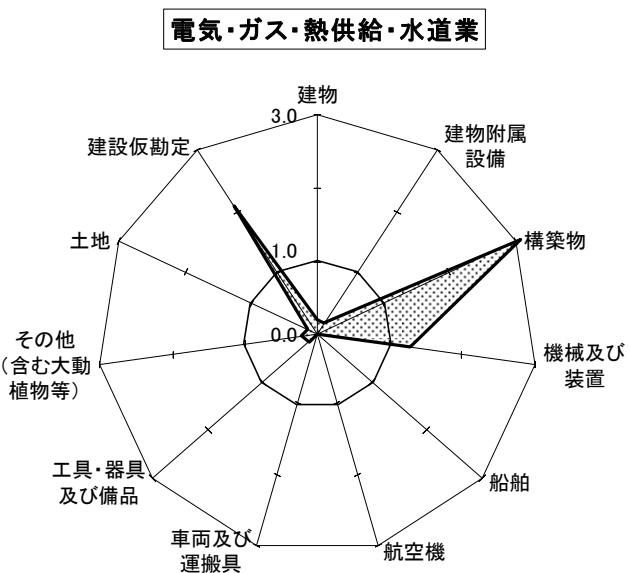 電気・ガス・熱供給・水道業
建物
3.0
建物附属
設備
建設仮勘定
土地
1.0
構築物
0.0
その他
（含む大動
植物等）
機械及び
装置
工具・器具
及び備品
船舶
車両及び
運搬具
航空機